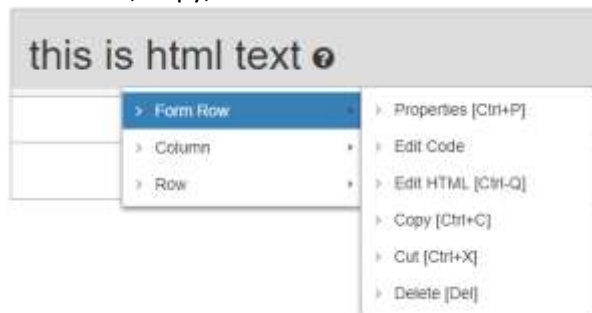 this is html text ?
> Form Row
> Column
> Row
Properties [Ctrl+P]
Edit Code
Edit HTML [Ctrl-Q]
Copy [Ctrl+C]
Cut [Ctrl+X]
Delete [Del]